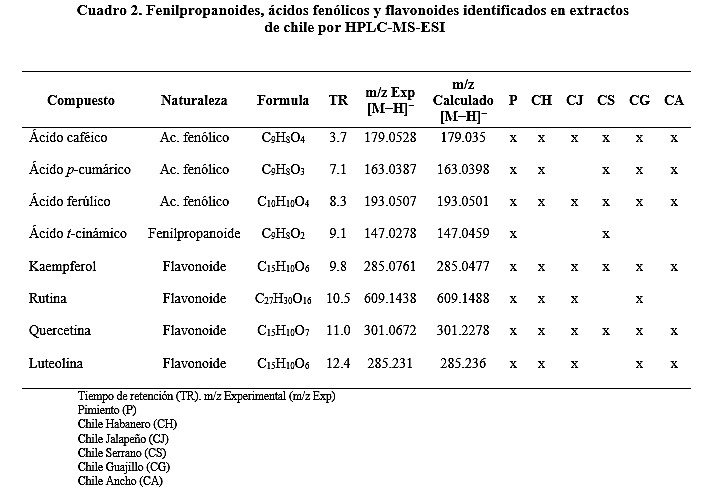 Cuadro 2. Fenilpropanoides, ácidos fenólicos y flavonoides identificados en extractos
de chile por HPLC-MS-ESI
Compuesto Naturaleza Formula TR m/z Exp [M–H]⁻ m/z Calculado [M–H]⁻ P CH CJ CS CG CA
Ácido caféico Ac. fenólico C₉H₈O₄ 3.7 179.0528 179.035 x x x x x x
Ácido p-cumárico Ac. fenólico C₉H₈O₃ 7.1 163.0387 163.0398 x x x x x
Ácido ferúlico Ac. fenólico C₁₀H₁₀O₄ 8.3 193.0507 193.0501 x x x x x x
Ácido t-cinámico Fenilpropanoide C₉H₈O₂ 9.1 147.0278 147.0459 x x
Kaempferol Flavonoide C₁₅H₁₀O₆ 9.8 285.0761 285.0477 x x x x x x
Rutina Flavonoide C₂₇H₃₀O₁₆ 10.5 609.1438 609.1488 x x x x
Quercetina Flavonoide C₁₅H₁₀O₇ 11.0 301.0672 301.2278 x x x x x x
Luteolina Flavonoide C₁₅H₁₀O₆ 12.4 285.231 285.236 x x x x x
Tiempo de retención (TR). m/z Experimental (m/z Exp)
Pimiento (P)
Chile Habanero (CH)
Chile Jalapeño (CJ)
Chile Serrano (CS)
Chile Guajillo (CG)
Chile Ancho (CA)